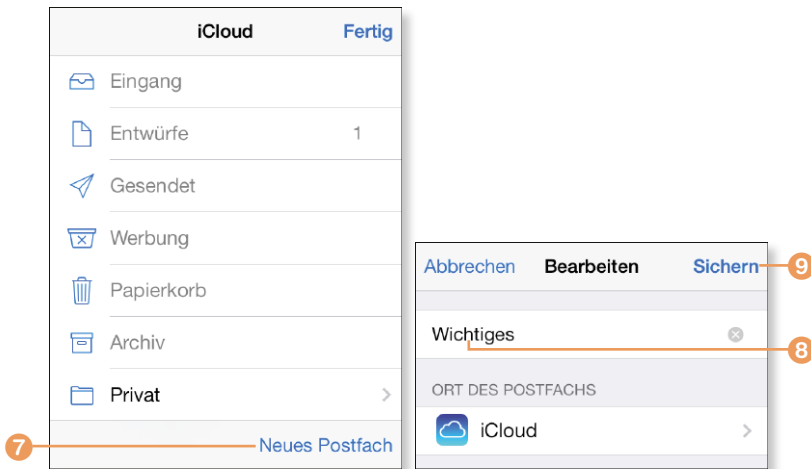 iCloud Fertig
Eingang
Entwürfe 1
Gesendet
Werbung
Papierkorb
Archiv
Privat
7 Neues Postfach
Abbrechen Bearbeiten Sichern 9
Wichtiges 8
ORT DES POSTFACHS
iCloud